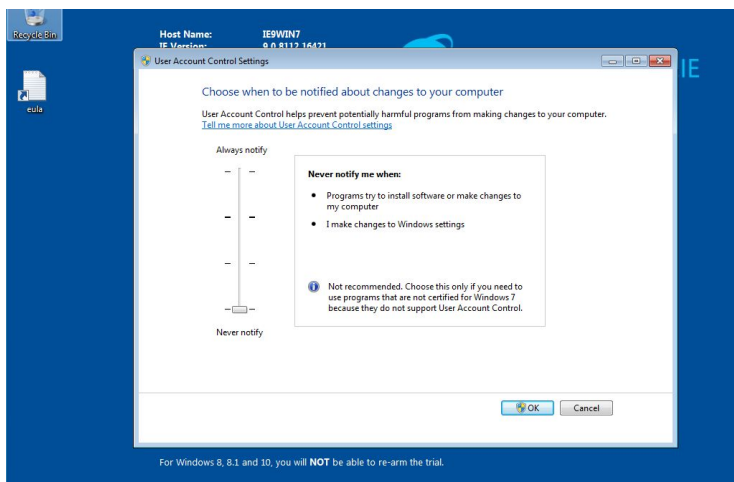 Recycle Bin
Host Name: IE9WIN7
IE Version: 9.0.8112.16421
User Account Control Settings
IE
eula
Choose when to be notified about changes to your computer
User Account Control helps prevent potentially harmful programs from making changes to your computer.
Tell me more about User Account Control settings
Always notify
Never notify me when:
• Programs try to install software or make changes to
my computer
• I make changes to Windows settings
Not recommended. Choose this only if you need to
use programs that are not certified for Windows 7
because they do not support User Account Control.
Never notify
OK Cancel
For Windows 8, 8.1 and 10, you will NOT be able to re-arm the trial.